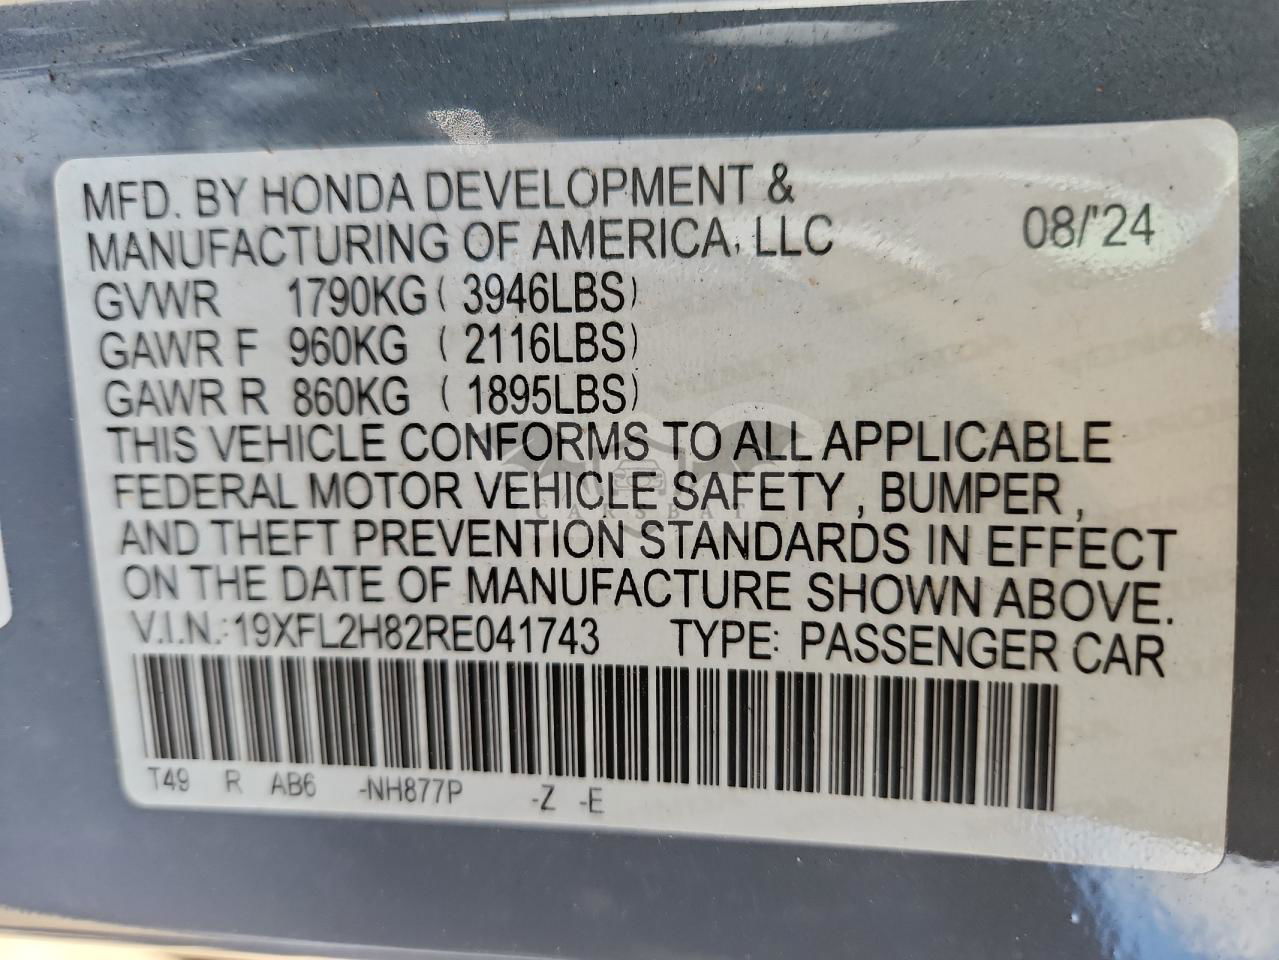 MFD. BY HONDA DEVELOPMENT &
MANUFACTURING OF AMERICA, LLC 08/'24
GVWR 1790KG ( 3946LBS)
GAWR F 960KG ( 2116LBS)
GAWR R 860KG ( 1895LBS)
THIS VEHICLE CONFORMS TO ALL APPLICABLE
FEDERAL MOTOR VEHICLE SAFETY , BUMPER ,
CARSBAT
AND THEFT PREVENTION STANDARDS IN EFFECT
ON THE DATE OF MANUFACTURE SHOWN ABOVE.
V.I.N.: 19XFL2H82RE041743 TYPE: PASSENGER CAR
T49 R AB6 -NH877P -Z -E